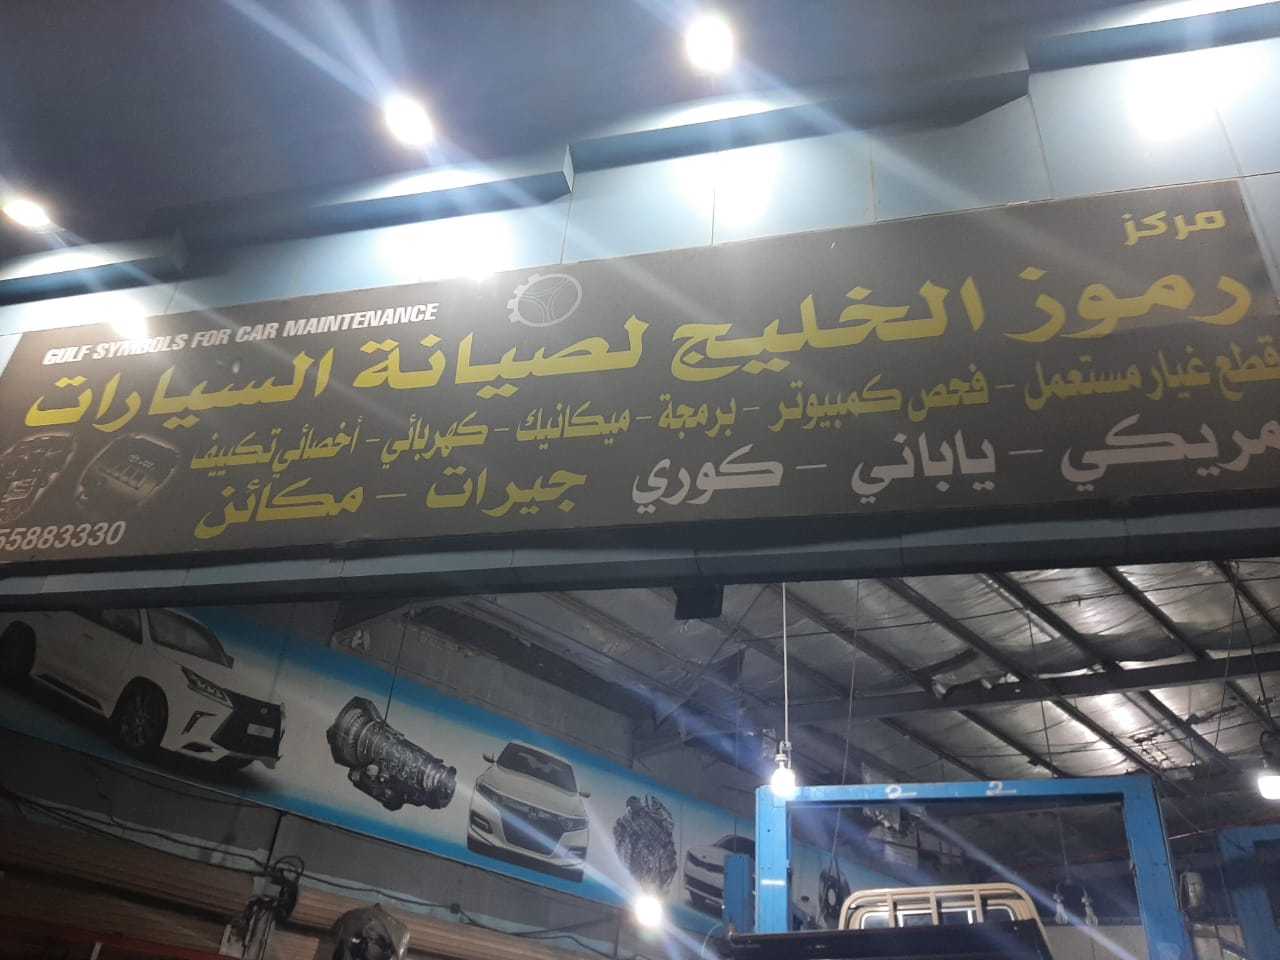 مركز
رموز الخليج لصيانة السيارات
GULF SYMBOLS FOR CAR MAINTENANCE
قطع غيار مستعمل - فحص كمبيوتر - برمجة - ميكانيك - كهربائي - أخصائي تكييف
مريكي - ياباني - كوري جيرات - مكائن
55883330